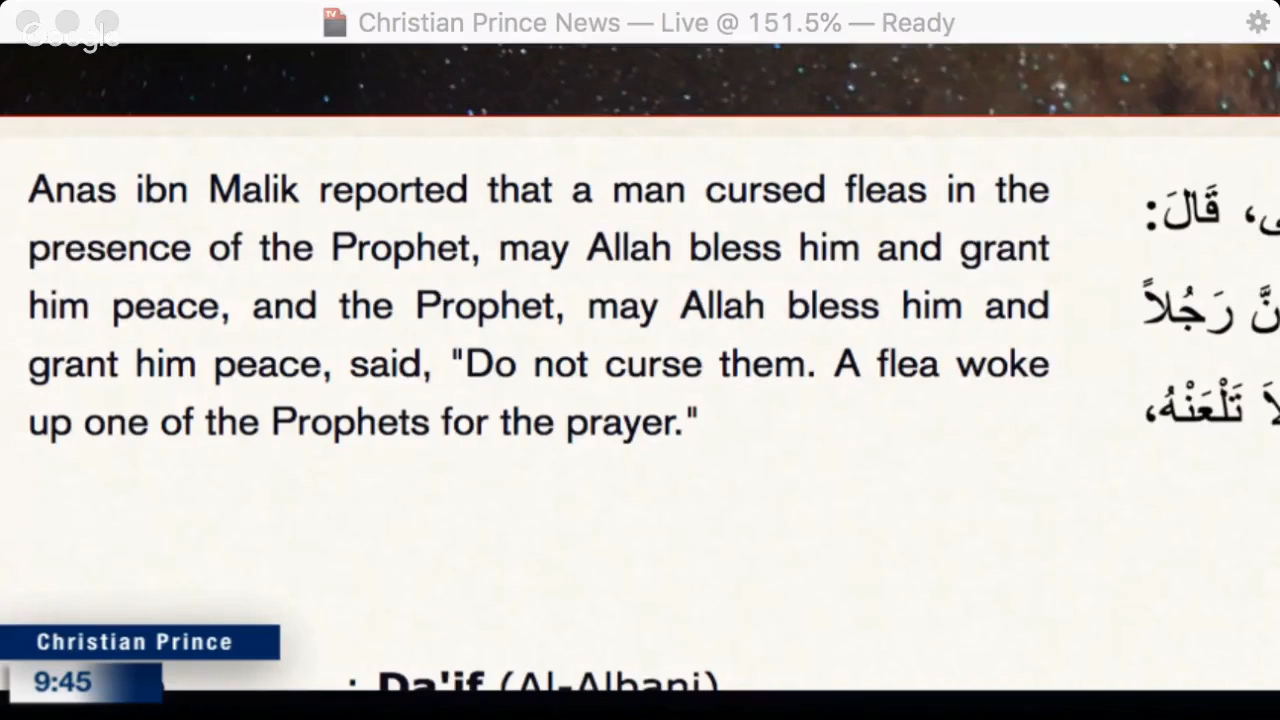 Christian Prince News — Live @ 151.5% — Ready
Google
Anas ibn Malik reported that a man cursed fleas in the
presence of the Prophet, may Allah bless him and grant
him peace, and the Prophet, may Allah bless him and
grant him peace, said, "Do not curse them. A flea woke
up one of the Prophets for the prayer."
قَالَ:
رَجُلاً
تَلْعَنْهُ،
Christian Prince
9:45
: Da'if (Al-Albani)